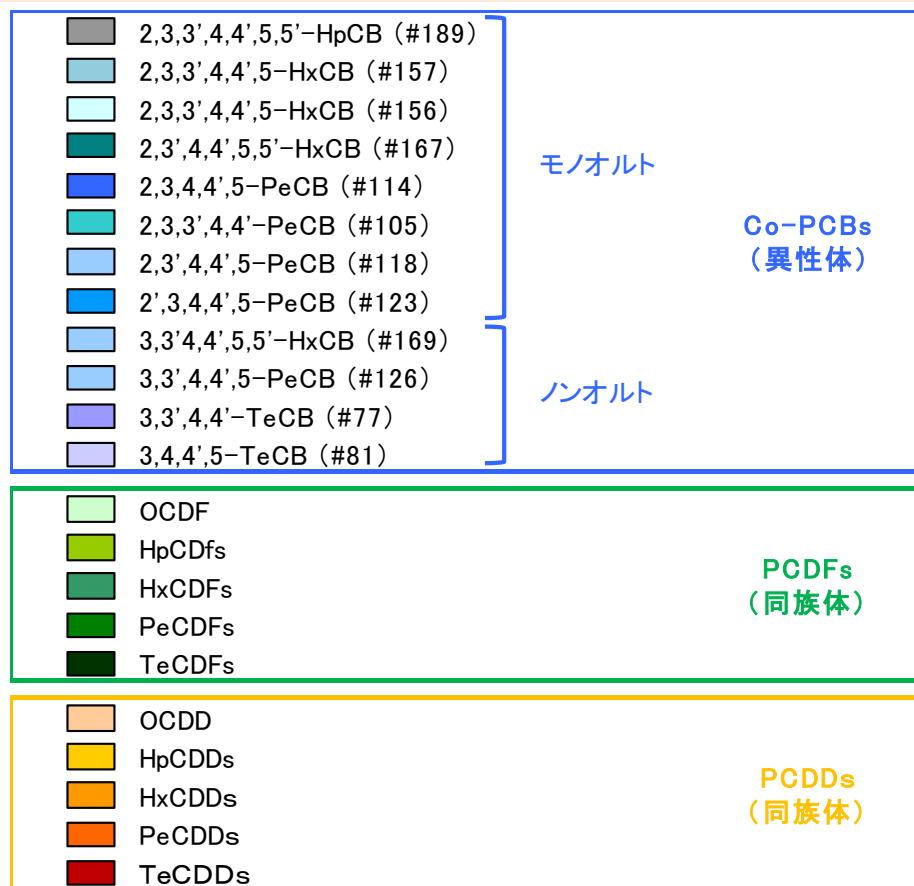 2,3,3',4,4',5,5'-HpCB (#189)
2,3,3',4,4',5-HxCB (#157)
2,3,3',4,4',5-HxCB (#156)
2,3',4,4',5,5'-HxCB (#167)
2,3,4,4',5-PeCB (#114)
2,3,3',4,4'-PeCB (#105)
2,3',4,4',5-PeCB (#118)
2',3,4,4',5-PeCB (#123)
モノオルト
3,3'4,4',5,5'-HxCB (#169)
3,3',4,4',5-PeCB (#126)
3,3',4,4'-TeCB (#77)
3,4,4',5-TeCB (#81)
ノンオルト
Co-PCBs
(異性体)
OCDF
HpCDfs
HxCDFs
PeCDFs
TeCDFs
PCDFs
(同族体)
OCDD
HpCDDs
HxCDDs
PeCDDs
TeCDDs
PCDDs
(同族体)